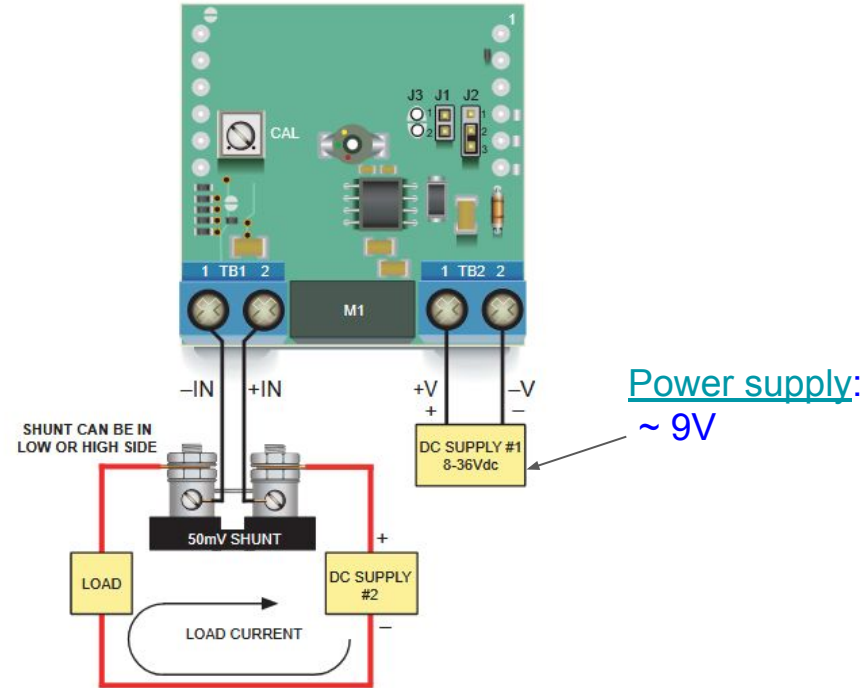 1
J3 J1 J2
1
1
2
2
3
CAL
1 TB1 2
1 TB2 2
M1
–IN
+IN
+V
–V
+
–
SHUNT CAN BE IN
LOW OR HIGH SIDE
DC SUPPLY #1
8-36Vdc
Power supply:
~ 9V
50mV SHUNT
+
LOAD
DC SUPPLY
#2
LOAD CURRENT
–